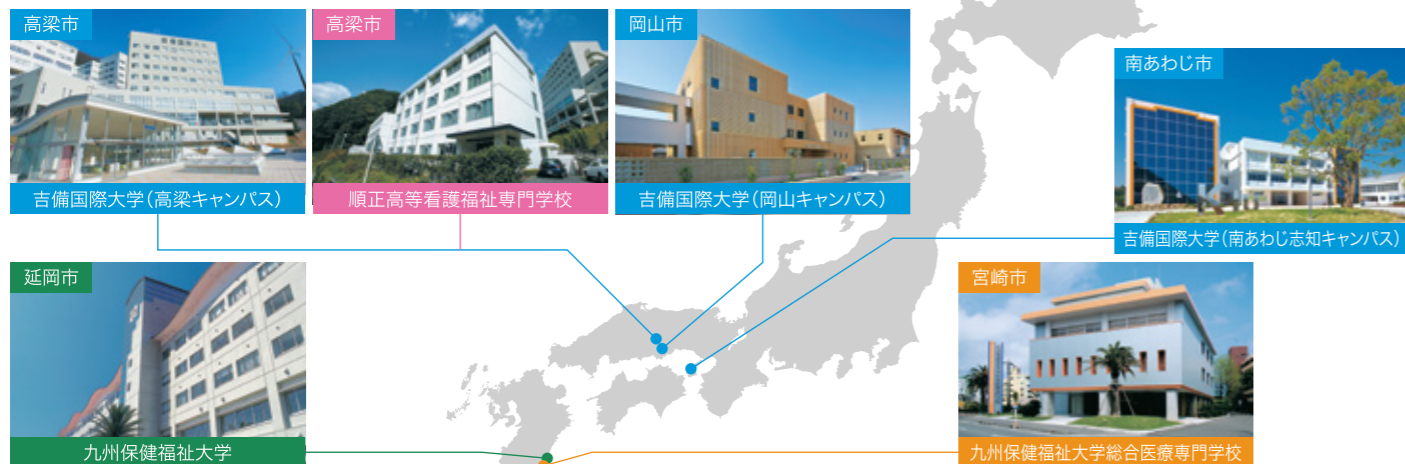 高梁市
吉備国際大学(高梁キャンパス)
高梁市
順正高等看護福祉専門学校
岡山市
吉備国際大学(岡山キャンパス)
南あわじ市
吉備国際大学(南あわじ志知キャンパス)
延岡市
九州保健福祉大学
宮崎市
九州保健福祉大学総合医療専門学校